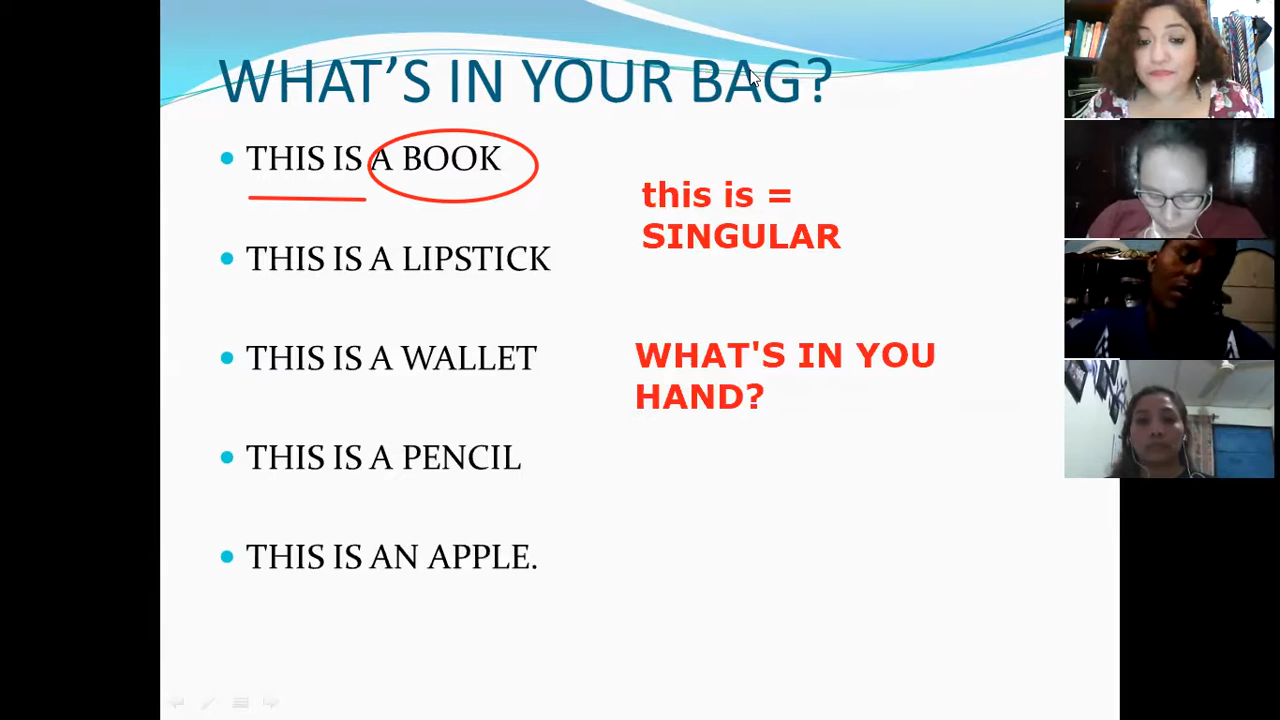 WHAT'S IN YOUR BAG?
THIS IS A BOOK
THIS IS A LIPSTICK
THIS IS A WALLET
THIS IS A PENCIL
THIS IS AN APPLE.
this is =
SINGULAR
WHAT'S IN YOU
HAND?